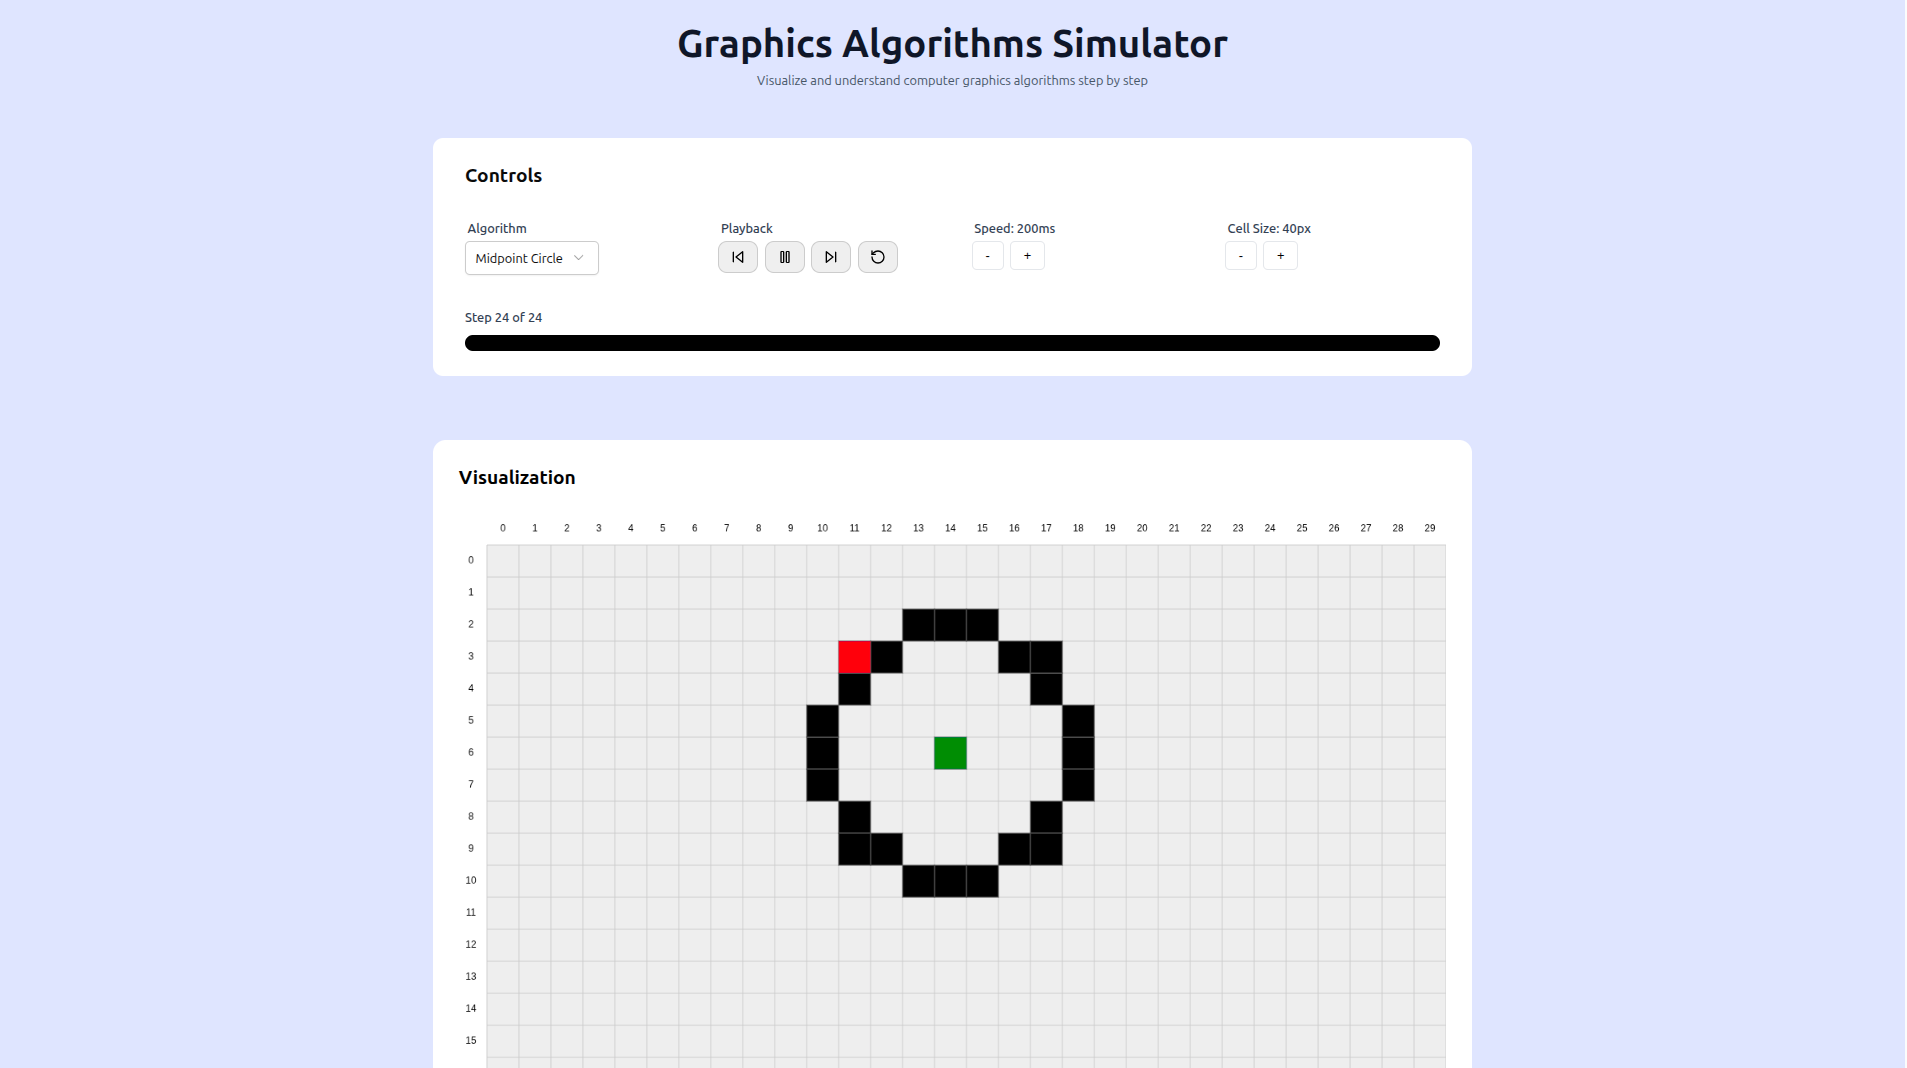 Graphics Algorithms Simulator
Visualize and understand computer graphics algorithms step by step
Controls
Algorithm Playback Speed: 200ms Cell Size: 40px
Midpoint Circle - + - +
Step 24 of 24
Visualization
0 1 2 3 4 5 6 7 8 9 10 11 12 13 14 15 16 17 18 19 20 21 22 23 24 25 26 27 28 29
0
1
2
3
4
5
6
7
8
9
10
11
12
13
14
15